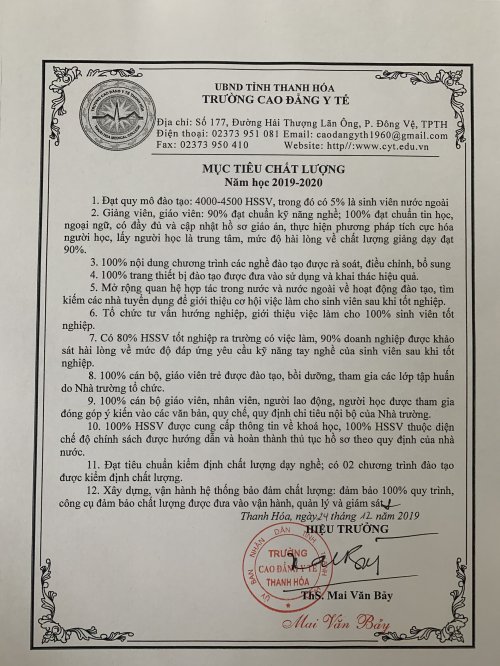 UBND TỈNH THANH HÓA
TRƯỜNG CAO ĐẲNG Y TẾ
Địa chỉ: Số 177, Đường Hải Thượng Lãn Ông, P. Đông Vệ, TPTH
Điện thoại: 02373 951 081 Email: caodangyth1960@gmail.com
Fax: 02373 950 410 Website: http//:www.cyt.edu.vn
MỤC TIÊU CHẤT LƯỢNG
Năm học 2019-2020
1. Đạt quy mô đào tạo: 4000-4500 HSSV, trong đó có 5% là sinh viên nước ngoài
2. Giảng viên, giáo viên: 90% đạt chuẩn kỹ năng nghề; 100% đạt chuẩn tin học,
ngoại ngữ, có đầy đủ và cập nhật hồ sơ giáo án, thực hiện phương pháp tích cực hóa
người học, lấy người học là trung tâm, mức độ hài lòng về chất lượng giảng dạy đạt
90%.
3. 100% nội dung chương trình các nghề đào tạo được rà soát, điều chỉnh, bổ sung
4. 100% trang thiết bị đào tạo được đưa vào sử dụng và khai thác hiệu quả.
5. Mở rộng quan hệ hợp tác trong nước và nước ngoài về hoạt động đào tạo, tìm
kiếm các nhà tuyển dụng để giới thiệu cơ hội việc làm cho sinh viên sau khi tốt nghiệp.
6. Tổ chức tư vấn hướng nghiệp, giới thiệu việc làm cho 100% sinh viên tốt
nghiệp.
7. Có 80% HSSV tốt nghiệp ra trường có việc làm, 90% doanh nghiệp được khảo
sát hài lòng về mức độ đáp ứng yêu cầu kỹ năng tay nghề của sinh viên sau khi tốt
nghiệp.
8. 100% cán bộ, giáo viên trẻ được đào tạo, bồi dưỡng, tham gia các lớp tập huấn
do Nhà trường tổ chức.
9. 100% cán bộ, giáo viên, nhân viên, người lao động, người học được tham gia
đóng góp ý kiến vào các văn bản, quy chế, quy định chi tiêu nội bộ của Nhà trường.
10. 100% HSSV được cung cấp thông tin về khoá học, 100% HSSV thuộc diện
chế độ chính sách được hướng dẫn và hoàn thành thủ tục hồ sơ theo quy định của nhà
nước.
11. Đạt tiêu chuẩn kiểm định chất lượng dạy nghề; có 02 chương trình đào tạo
được kiểm định chất lượng.
12. Xây dựng, vận hành hệ thống bảo đảm chất lượng: đảm bảo 100% quy trình,
công cụ đảm bảo chất lượng được đưa vào vận hành, quản lý và giám sát
Thanh Hóa, ngày 24 tháng 12 năm 2019
HIỆU TRƯỞNG
ỦY BAN NHÂN DÂN TỈNH
TRƯỜNG
CAO ĐẲNG Y TẾ
THANH HÓA
ThS. Mai Văn Bảy
Mai Văn Bảy